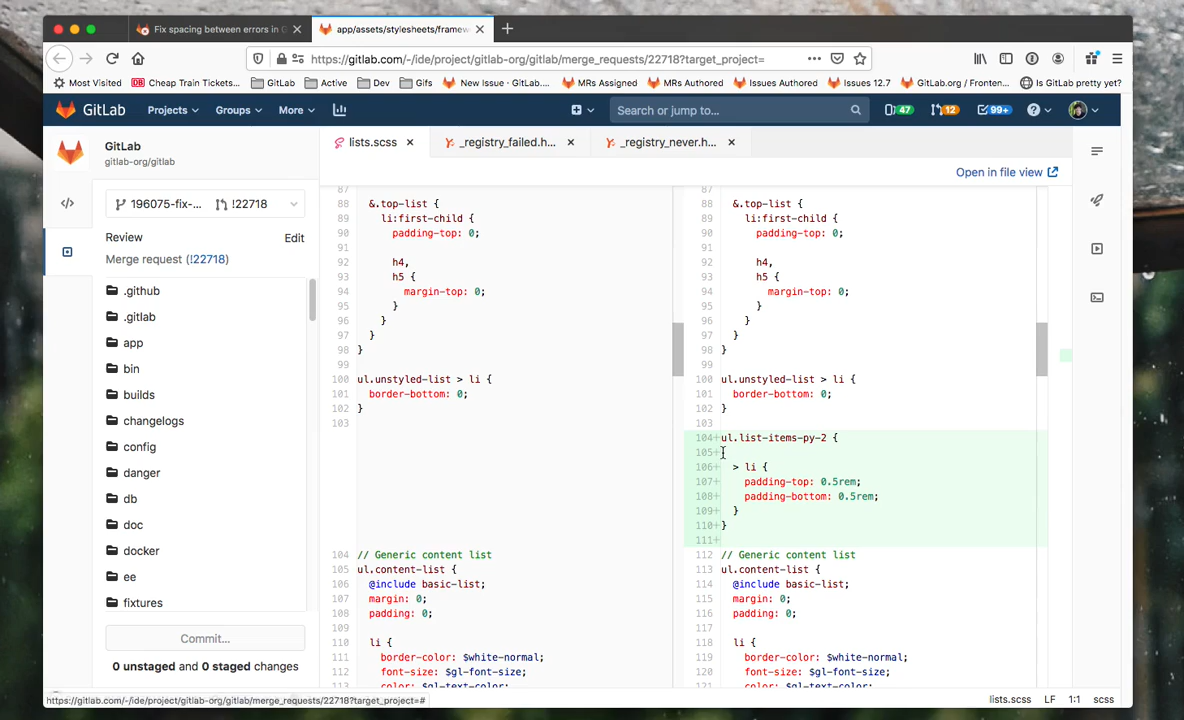 Fix spacing between errors in D
app/assets/stylesheets/framew
https://gitlab.com/-/ide/project/gitlab-org/gitlab/merge_requests/22718?target_project=
Most Visited
DB Cheap Train Tickets...
GitLab
Active
Dev
Gifs
New Issue · GitLab....
MRs Assigned
MRs Authored
Issues Authored
Issues 12.7
GitLab.org / Fronten...
Is GitLab pretty yet?
GitLab
Projects
Groups
More
Search or jump to...
47
12
99+
GitLab
gitlab-org/gitlab
lists.scss
_registry_failed.h...
_registry_never.h...
Open in file view
196075-fix-...
!22718
Review
Edit
Merge request (!22718)
.github
.gitlab
app
bin
builds
changelogs
config
danger
db
doc
docker
ee
fixtures
Commit...
0 unstaged and 0 staged changes
87
88 &.top-list {
89 li:first-child {
90 padding-top: 0;
91
92 h4,
93 h5 {
94 margin-top: 0;
95 }
96 }
97 }
98 }
99
100 ul.unstyled-list > li {
101 border-bottom: 0;
102 }
103
104 // Generic content list
105 ul.content-list {
106 @include basic-list;
107 margin: 0;
108 padding: 0;
109
110 li {
111 border-color: $white-normal;
112 font-size: $gl-font-size;
113 color: $gl-text-color;
87
88 &.top-list {
89 li:first-child {
90 padding-top: 0;
91
92 h4,
93 h5 {
94 margin-top: 0;
95 }
96 }
97 }
98 }
99
100 ul.unstyled-list > li {
101 border-bottom: 0;
102 }
103
104+ ul.list-items-py-2 {
105+
106+ > li {
107+ padding-top: 0.5rem;
108+ padding-bottom: 0.5rem;
109+ }
110+ }
111+
112 // Generic content list
113 ul.content-list {
114 @include basic-list;
115 margin: 0;
116 padding: 0;
117
118 li {
119 border-color: $white-normal;
120 font-size: $gl-font-size;
121 color: $gl-text-color;
https://gitlab.com/-/ide/project/gitlab-org/gitlab/merge_requests/22718?target_project=#
lists.scss
LF
1:1
scss